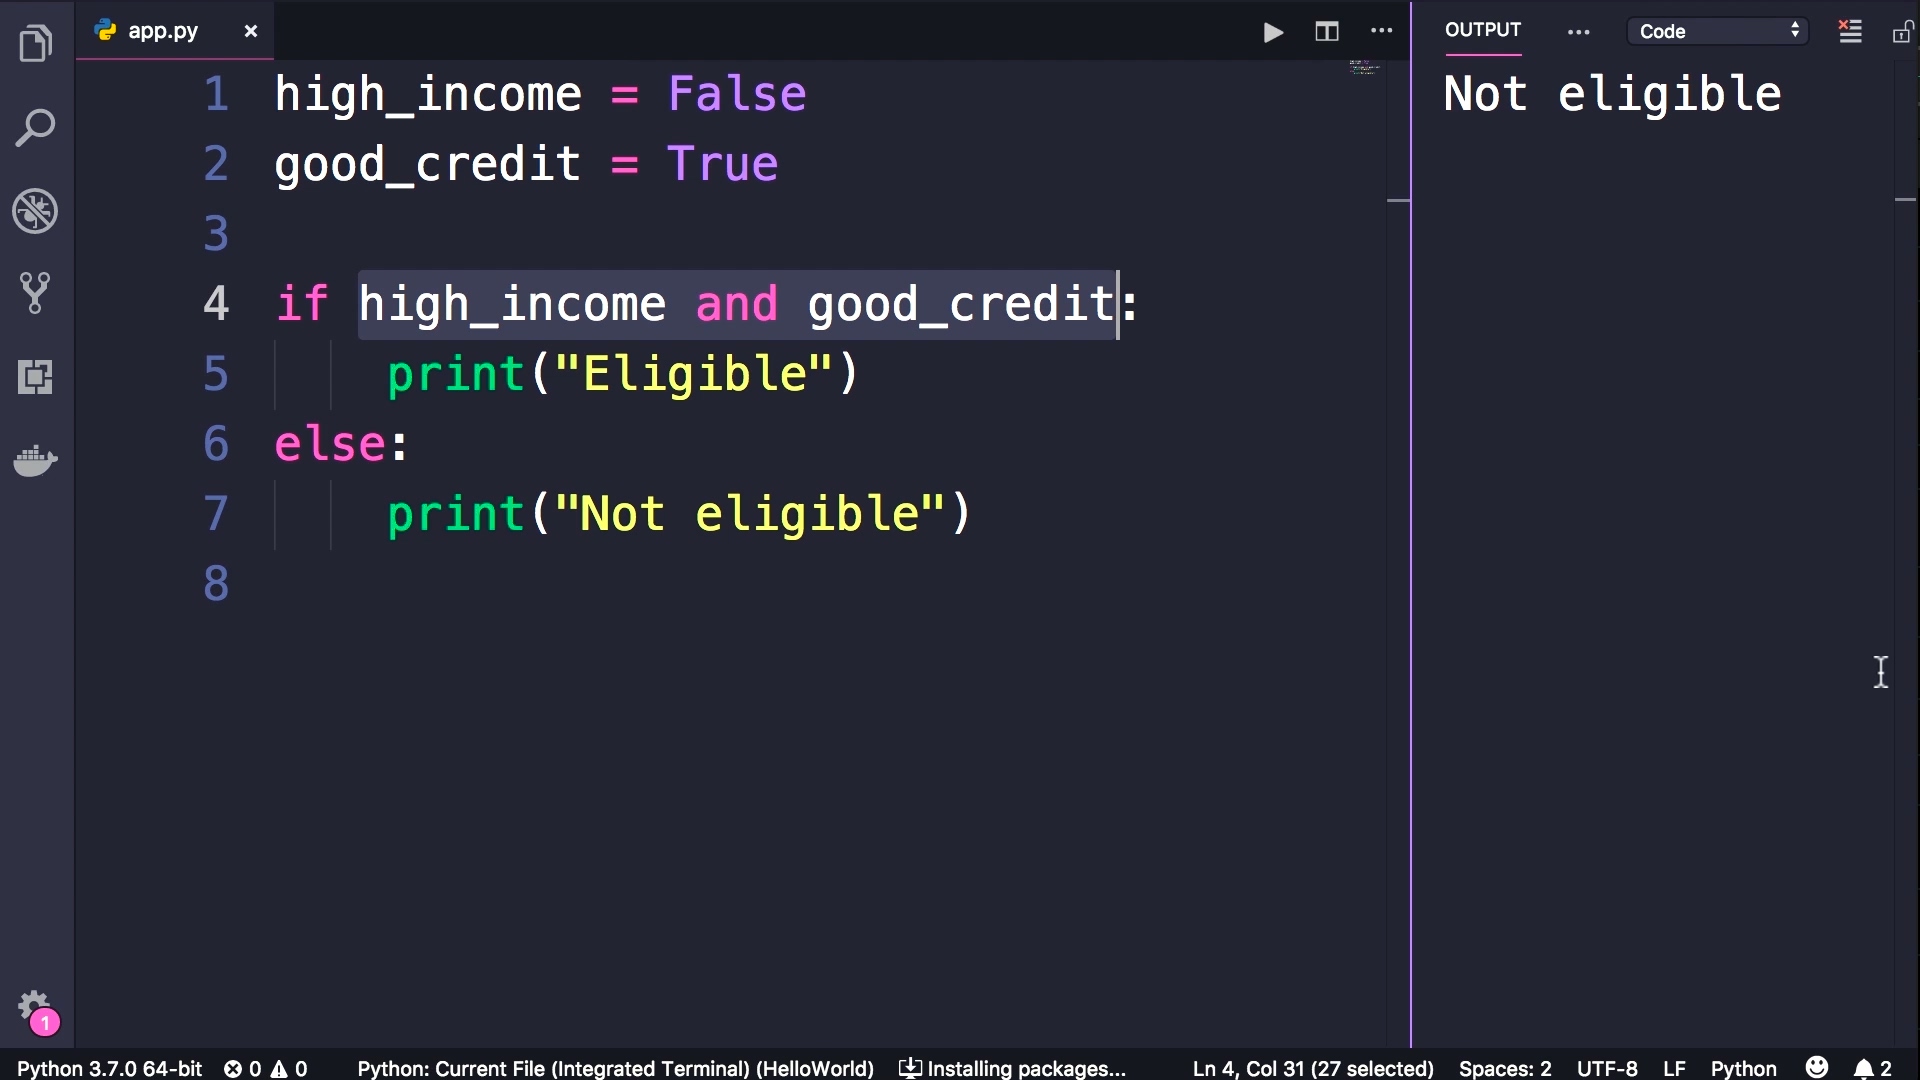 app.py
OUTPUT
Code
1 high_income = False
2 good_credit = True
3
4 if high_income and good_credit:
5 print("Eligible")
6 else:
7 print("Not eligible")
8
Not eligible
1
Python 3.7.0 64-bit 0 0 Python: Current File (Integrated Terminal) (HelloWorld) Installing packages... Ln 4, Col 31 (27 selected) Spaces: 2 UTF-8 LF Python 2